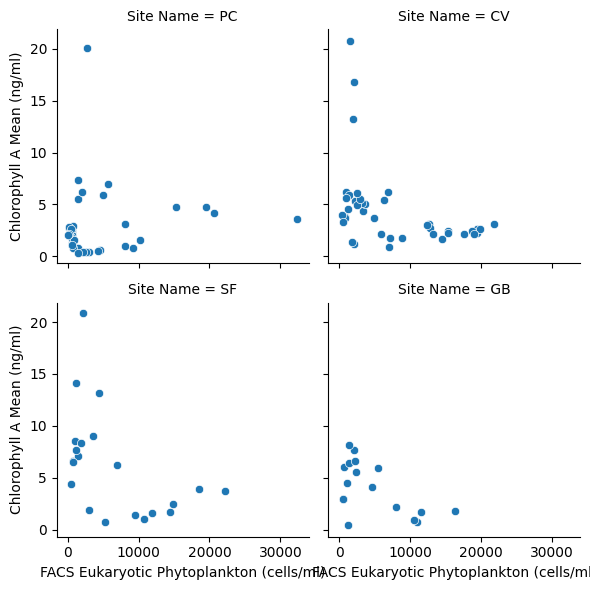 Site Name = PC
Site Name = CV
20
15
10
5
0
Chlorophyll A Mean (ng/ml)
Site Name = SF
Site Name = GB
20
15
10
5
0
Chlorophyll A Mean (ng/ml)
0 10000 20000 30000
0 10000 20000 30000
FACS Eukaryotic Phytoplankton (cells/ml)
FACS Eukaryotic Phytoplankton (cells/ml